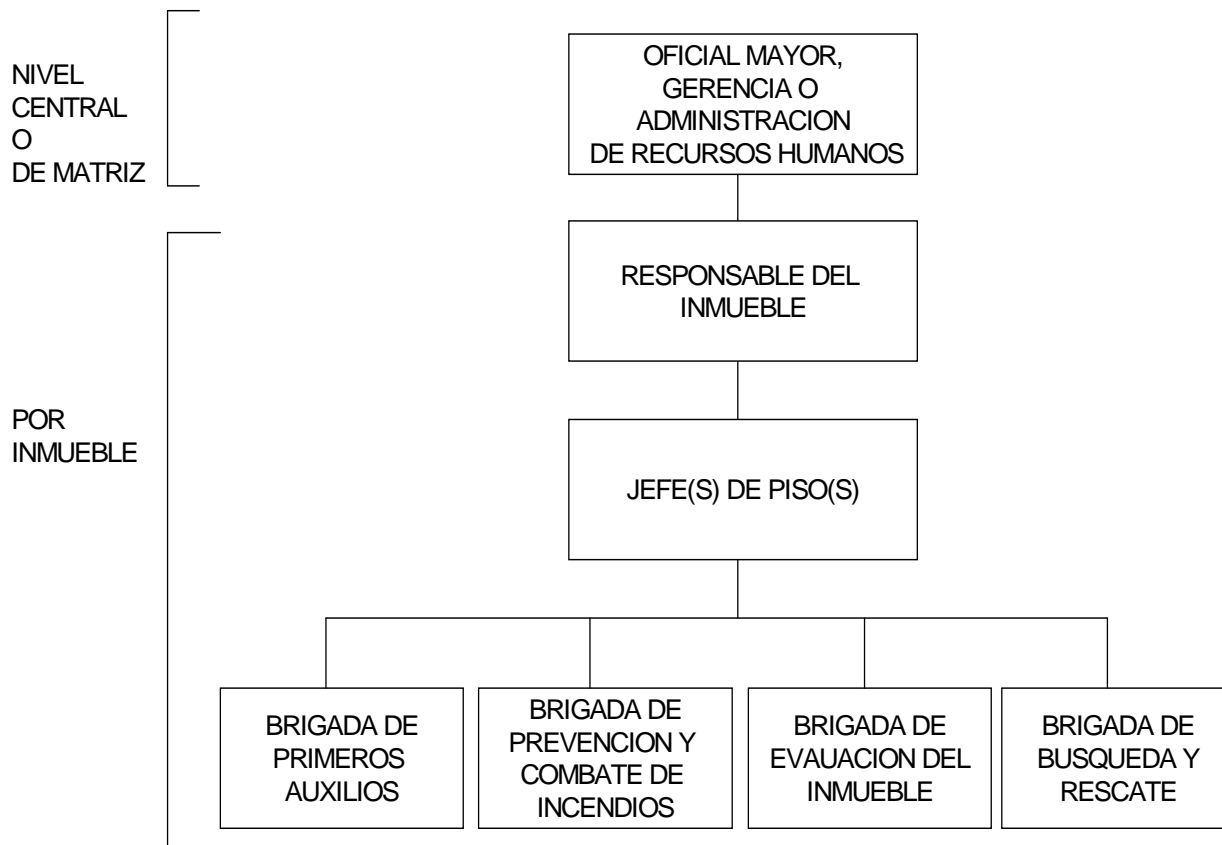 NIVEL
CENTRAL
O
DE MATRIZ
OFICIAL MAYOR,
GERENCIA O
ADMINISTRACION
DE RECURSOS HUMANOS
RESPONSABLE DEL
INMUEBLE
POR
INMUEBLE
JEFE(S) DE PISO(S)
BRIGADA DE
PRIMEROS
AUXILIOS
BRIGADA DE
PREVENCION Y
COMBATE DE
INCENDIOS
BRIGADA DE
EVAUACION DEL
INMUEBLE
BRIGADA DE
BUSQUEDA Y
RESCATE